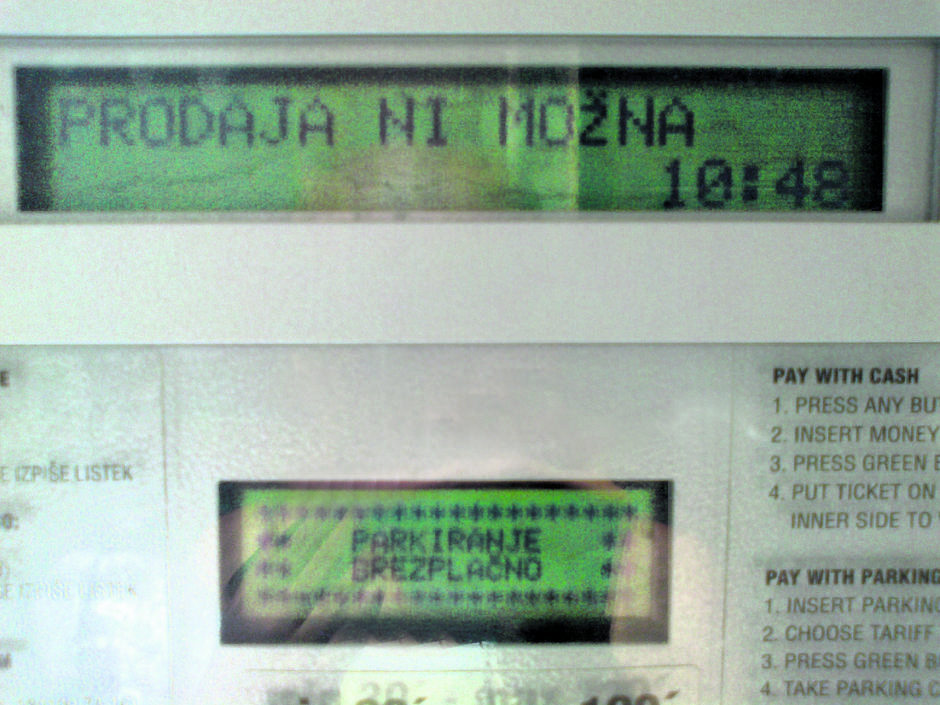 PRODAJA NI MOŽNA
10:48
E
E IZPIŠE LISTEK
O:
M
****************
** PARKIRANJE **
** BREZPLAČNO **
****************
PAY WITH CASH
1. PRESS ANY BUT
2. INSERT MONEY
3. PRESS GREEN B
4. PUT TICKET ON
INNER SIDE TO
PAY WITH PARKING
1. INSERT PARKING
2. CHOOSE TARIFF
3. PRESS GREEN B
4. TAKE PARKING C